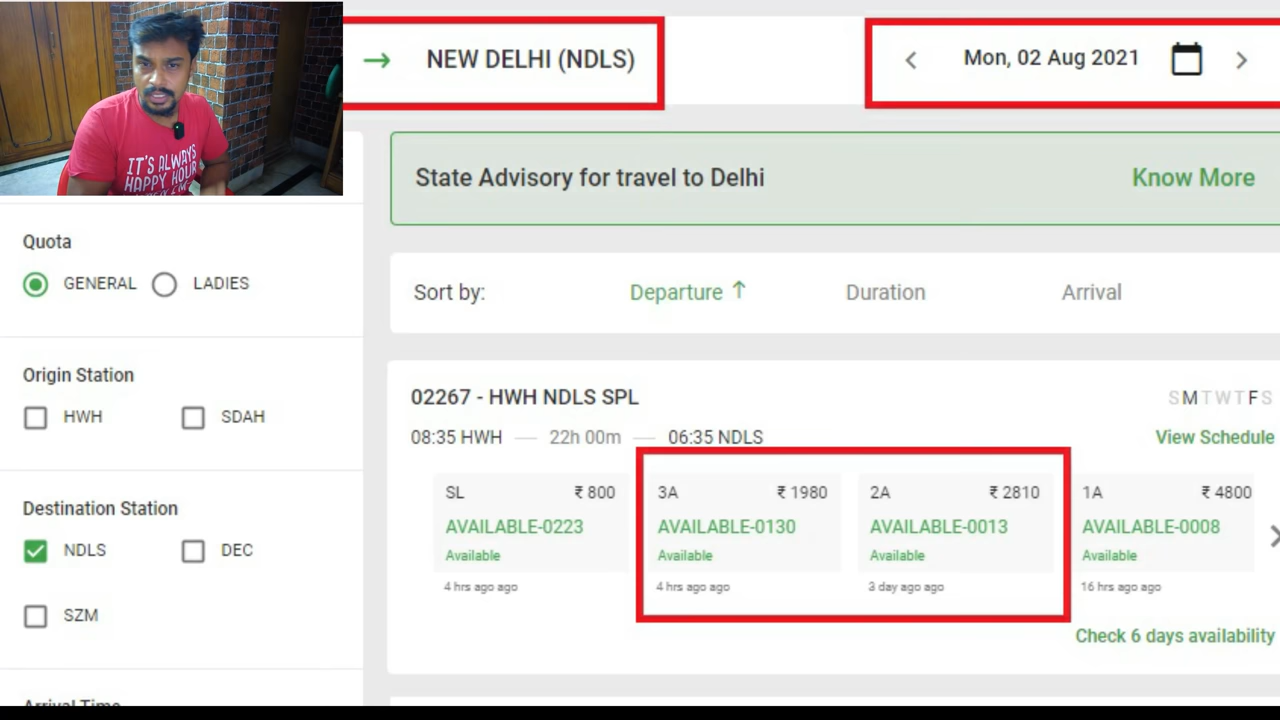 → NEW DELHI (NDLS)
< Mon, 02 Aug 2021 >
IT'S ALWAYS
HAPPY HOUR
State Advisory for travel to Delhi Know More
Quota
GENERAL LADIES
Origin Station
HWH SDAH
Destination Station
NDLS DEC
SZM
Arrival Time
Sort by: Departure ↑ Duration Arrival
02267 - HWH NDLS SPL S M T W T F S
08:35 HWH — 22h 00m — 06:35 NDLS View Schedule
SL ₹ 800
AVAILABLE-0223
Available
4 hrs ago ago
3A ₹ 1980
AVAILABLE-0130
Available
4 hrs ago ago
2A ₹ 2810
AVAILABLE-0013
Available
3 day ago ago
1A ₹ 4800
AVAILABLE-0008
Available
16 hrs ago ago
Check 6 days availability